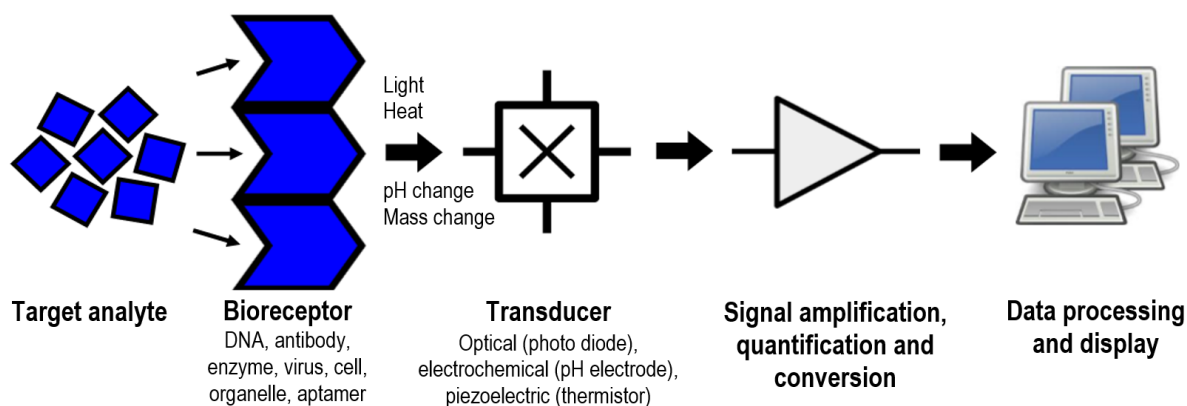 Light
Heat
pH change
Mass change
Target analyte
Bioreceptor
DNA, antibody,
enzyme, virus, cell,
organelle, aptamer
Transducer
Optical (photo diode),
electrochemical (pH electrode),
piezoelectric (thermistor)
Signal amplification,
quantification and
conversion
Data processing
and display